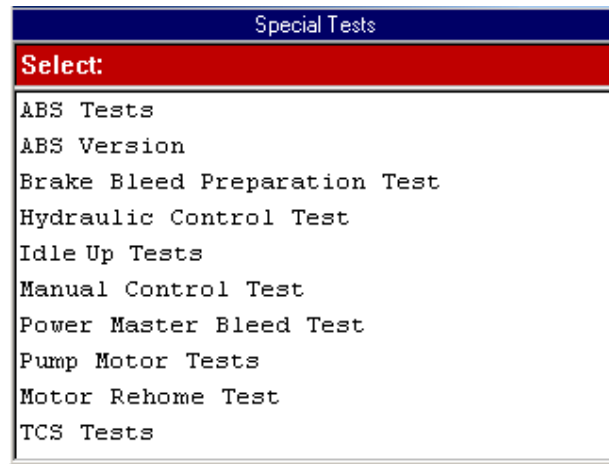 Special Tests
Select:
ABS Tests
ABS Version
Brake Bleed Preparation Test
Hydraulic Control Test
Idle Up Tests
Manual Control Test
Power Master Bleed Test
Pump Motor Tests
Motor Rehome Test
TCS Tests